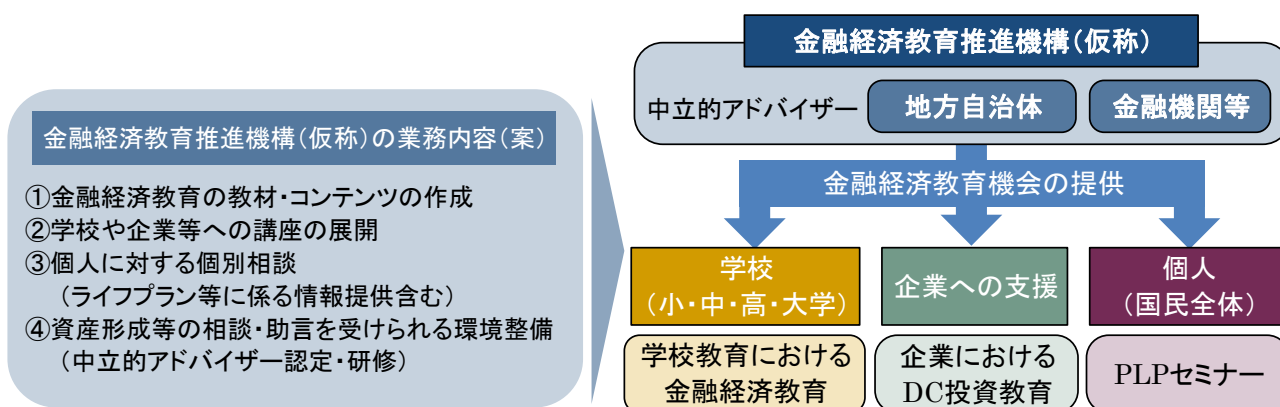 金融経済教育推進機構(仮称)の業務内容(案)
①金融経済教育の教材・コンテンツの作成
②学校や企業等への講座の展開
③個人に対する個別相談
(ライフプラン等に係る情報提供含む)
④資産形成等の相談・助言を受けられる環境整備
(中立的アドバイザー認定・研修)
金融経済教育推進機構(仮称)
中立的アドバイザー 地方自治体 金融機関等
金融経済教育機会の提供
学校
(小・中・高・大学)
企業への支援
個人
(国民全体)
学校教育における
金融経済教育
企業における
DC投資教育
PLPセミナー